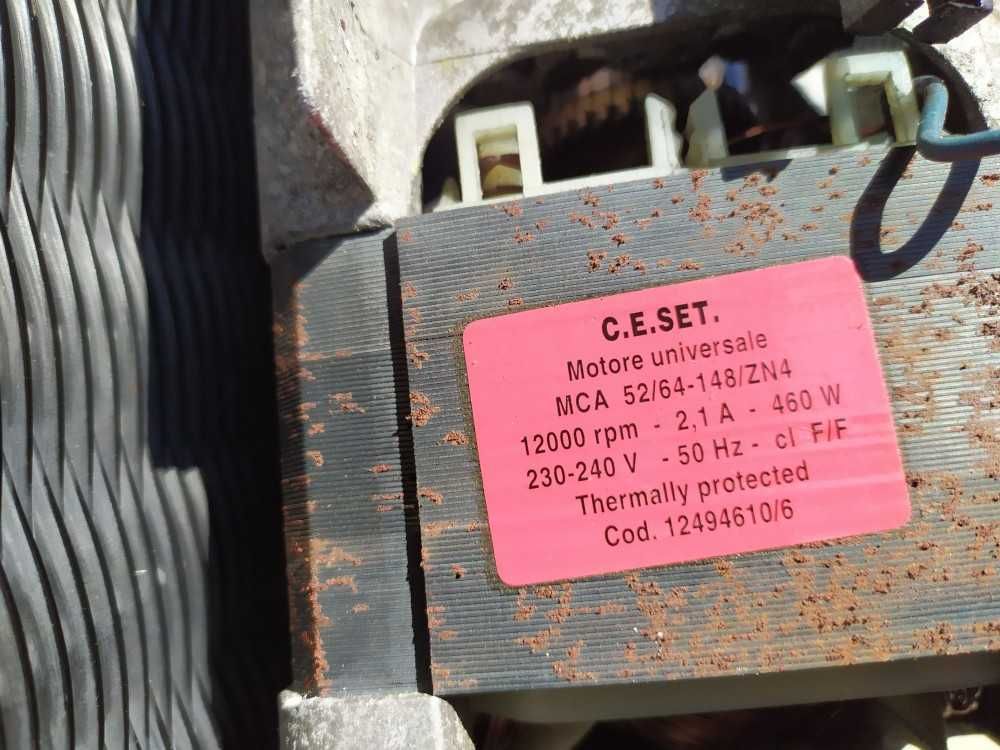 C.E.SET.
Motore universale
MCA 52/64-148/ZN4
12000 rpm - 2,1 A - 460 W
230-240 V - 50 Hz - cl F/F
Thermally protected
Cod. 12494610/6